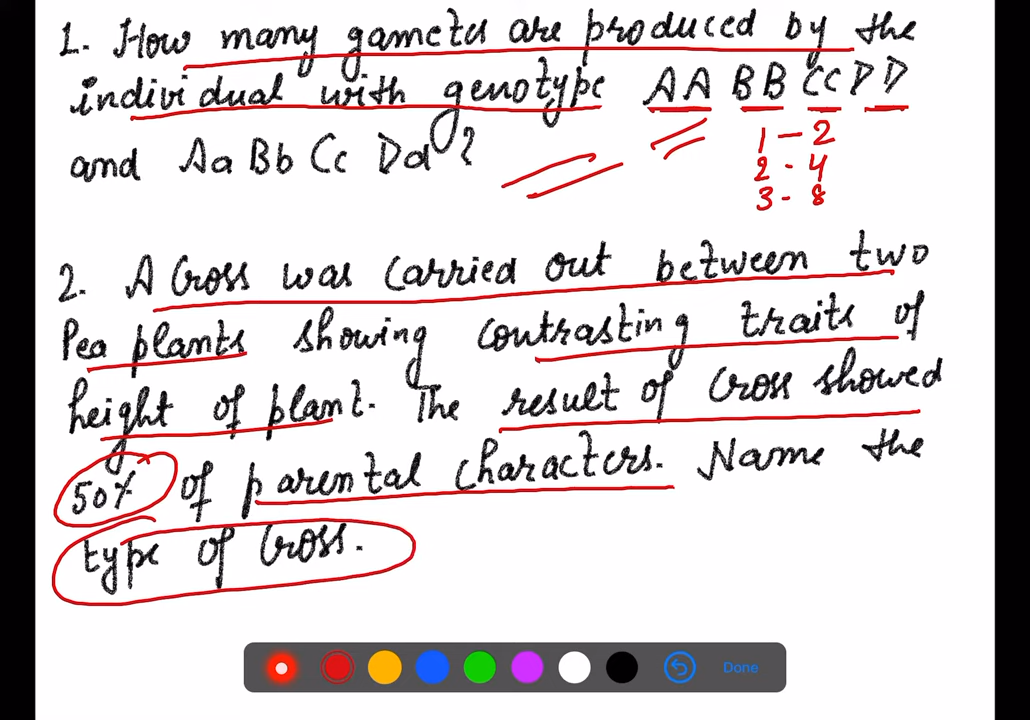 1. How many gametes are produced by the
individual with genotype AA BB Cc DD
and Aa Bb Cc Dd ?
1 - 2
2 - 4
3 - 8
2. A Cross was carried out between two
Pea plants showing contrasting traits of
height of plant. The result of Cross showed
50% of parental characters. Name the
type of Cross.
Done